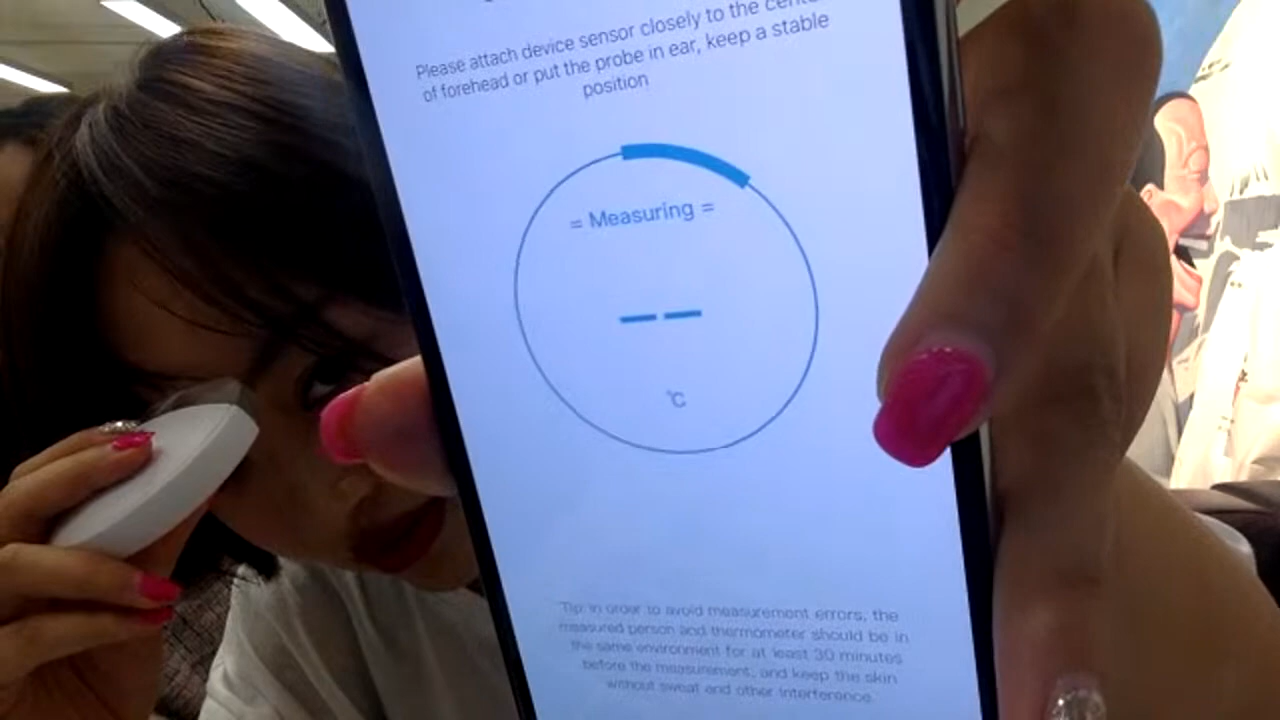 Please attach device sensor closely to the
of forehead or put the probe in ear, keep a stable
position
= Measuring =
— —
℃
Tip: in order to avoid measurement errors, the
measured person and thermometer should be in
the same environment for at least 30 minutes
before the measurement, and keep the skin
without sweat and other interference.